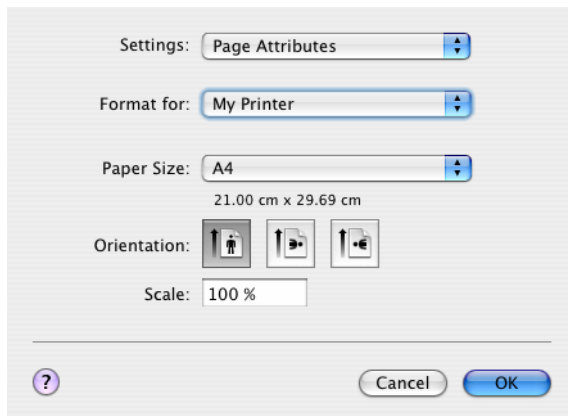 Settings: Page Attributes
Format for: My Printer
Paper Size: A4
21.00 cm x 29.69 cm
Orientation:
Scale: 100 %
? Cancel OK